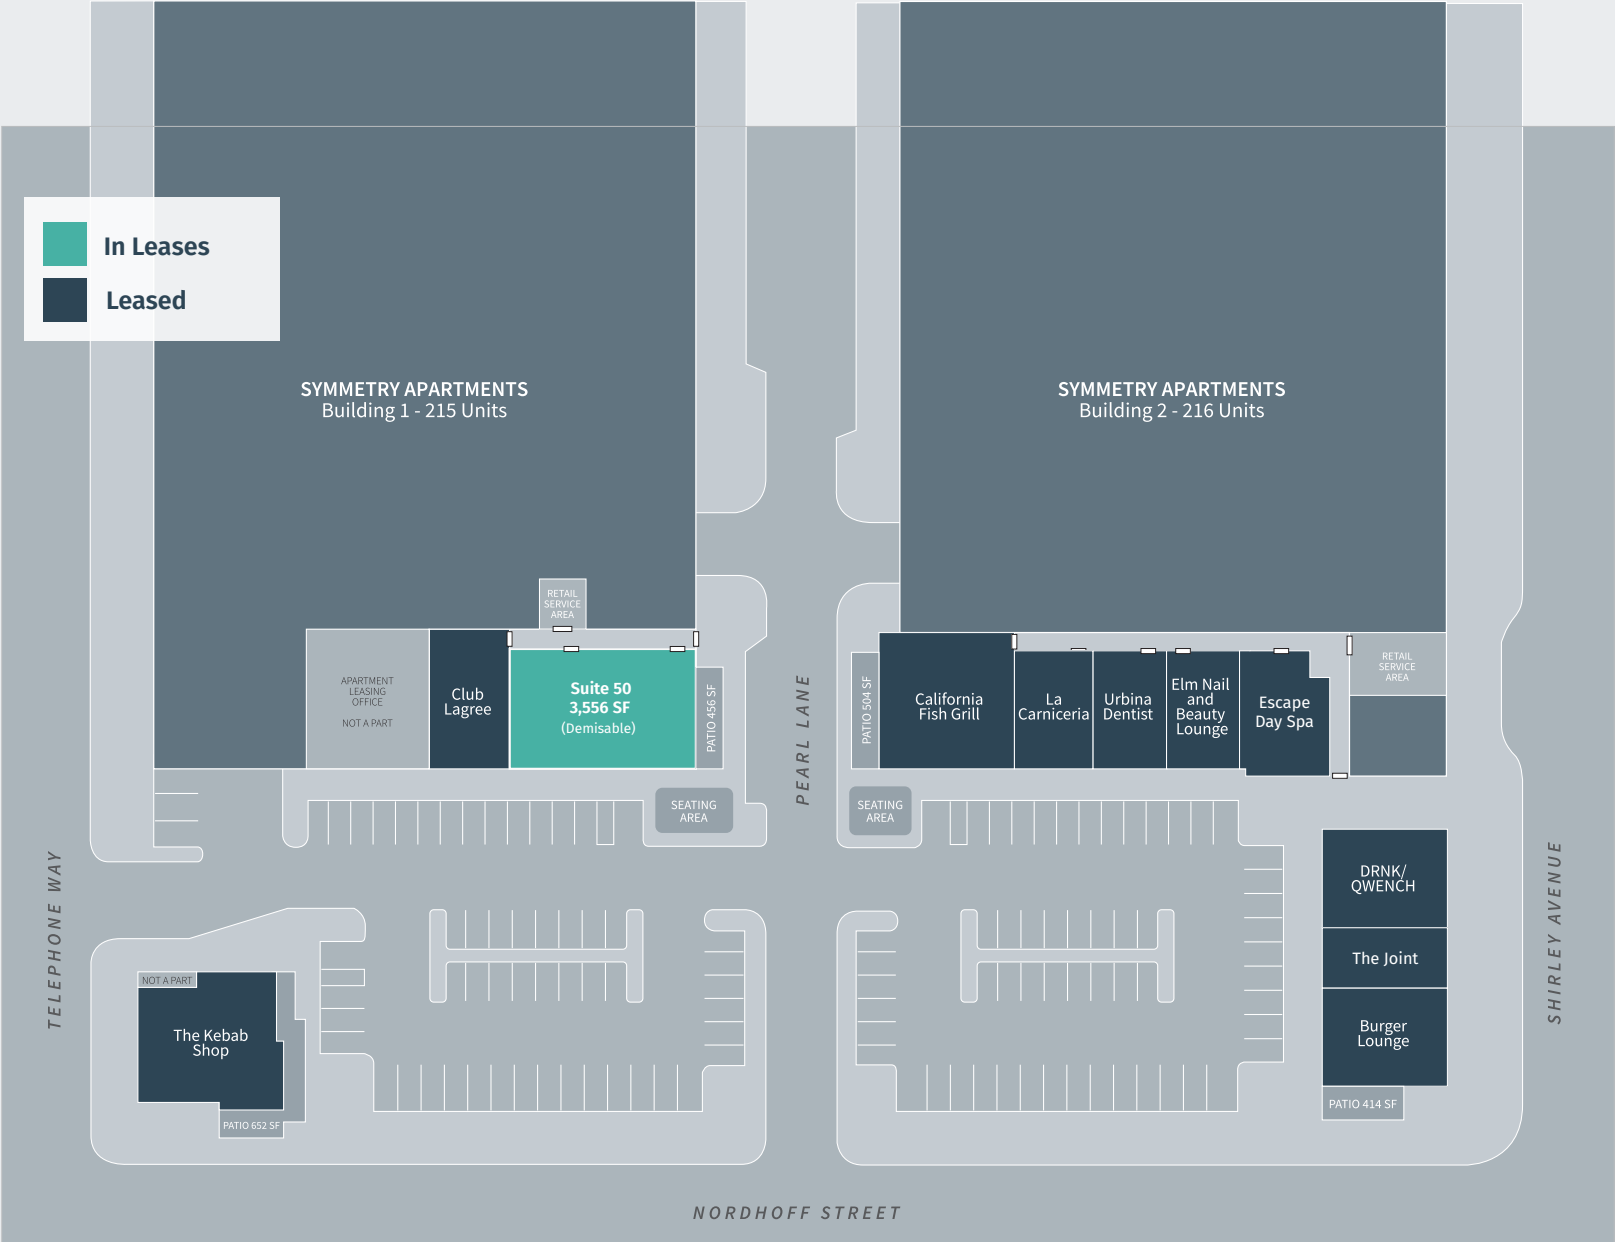 In Leases
Leased
SYMMETRY APARTMENTS
Building 1 - 215 Units
SYMMETRY APARTMENTS
Building 2 - 216 Units
RETAIL
SERVICE
AREA
APARTMENT
LEASING
OFFICE
NOT A PART
Club
Lagree
Suite 50
3,556 SF
(Demisable)
PATIO 456 SF
SEATING
AREA
PEARL LANE
PATIO 504 SF
California
Fish Grill
La
Carniceria
Urbina
Dentist
Elm Nail
and
Beauty
Lounge
Escape
Day Spa
RETAIL
SERVICE
AREA
SEATING
AREA
TELEPHONE WAY
NOT A PART
The Kebab
Shop
PATIO 652 SF
DRNK/
QWENCH
The Joint
Burger
Lounge
PATIO 414 SF
SHIRLEY AVENUE
NORDHOFF STREET